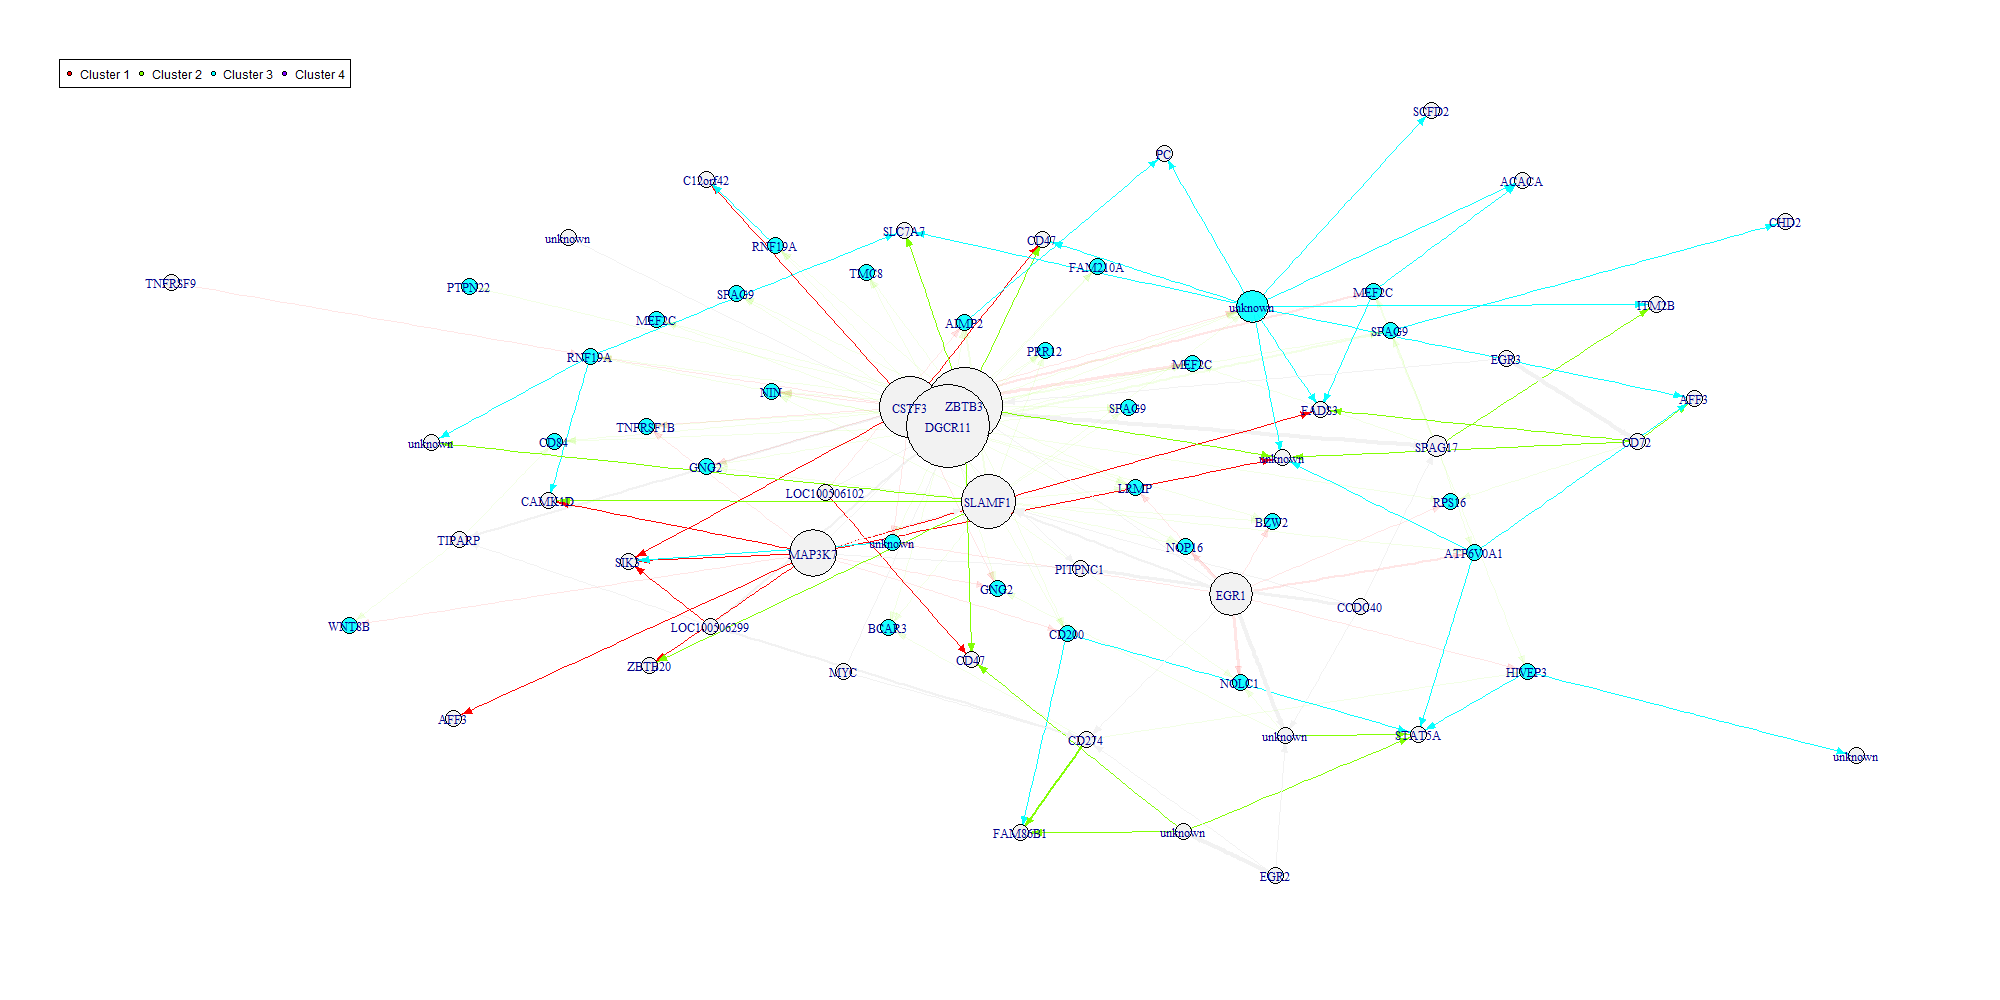 Cluster 1 Cluster 2 Cluster 3 Cluster 4
SCFD2
PC
C12orf42
ACACA
CHD2
SLC7A7
unknown
CD47
RNF19A
FAM210A
TMC8
TNFRSF9
PTPN22
SPAG9
MEF2C
ITM2B
unknown
MEF2C
AIMP2
SPAG9
PRR12
RNF19A
EGR3
MEF2C
NIN
AFF3
CSTF3
ZBTB3
SPAG9
FADS3
DGCR11
TNFRSF1B
unknown
CD84
CD72
SPAG17
unknown
GNG2
LRMP
LOC100506102
CAMK1D
SLAMF1
RPS16
BZW2
TIPARP
unknown
NOP16
MAP3K7
ATP6V0A1
SIK3
PITPNC1
GNG2
EGR1
CCDC40
WNT8B
LOC100506299
BCAR3
CD200
CD47
ZBTB20
MYC
HIVEP3
NOLC1
AFF3
STAT5A
unknown
CD274
unknown
FAM86B1
unknown
EGR2